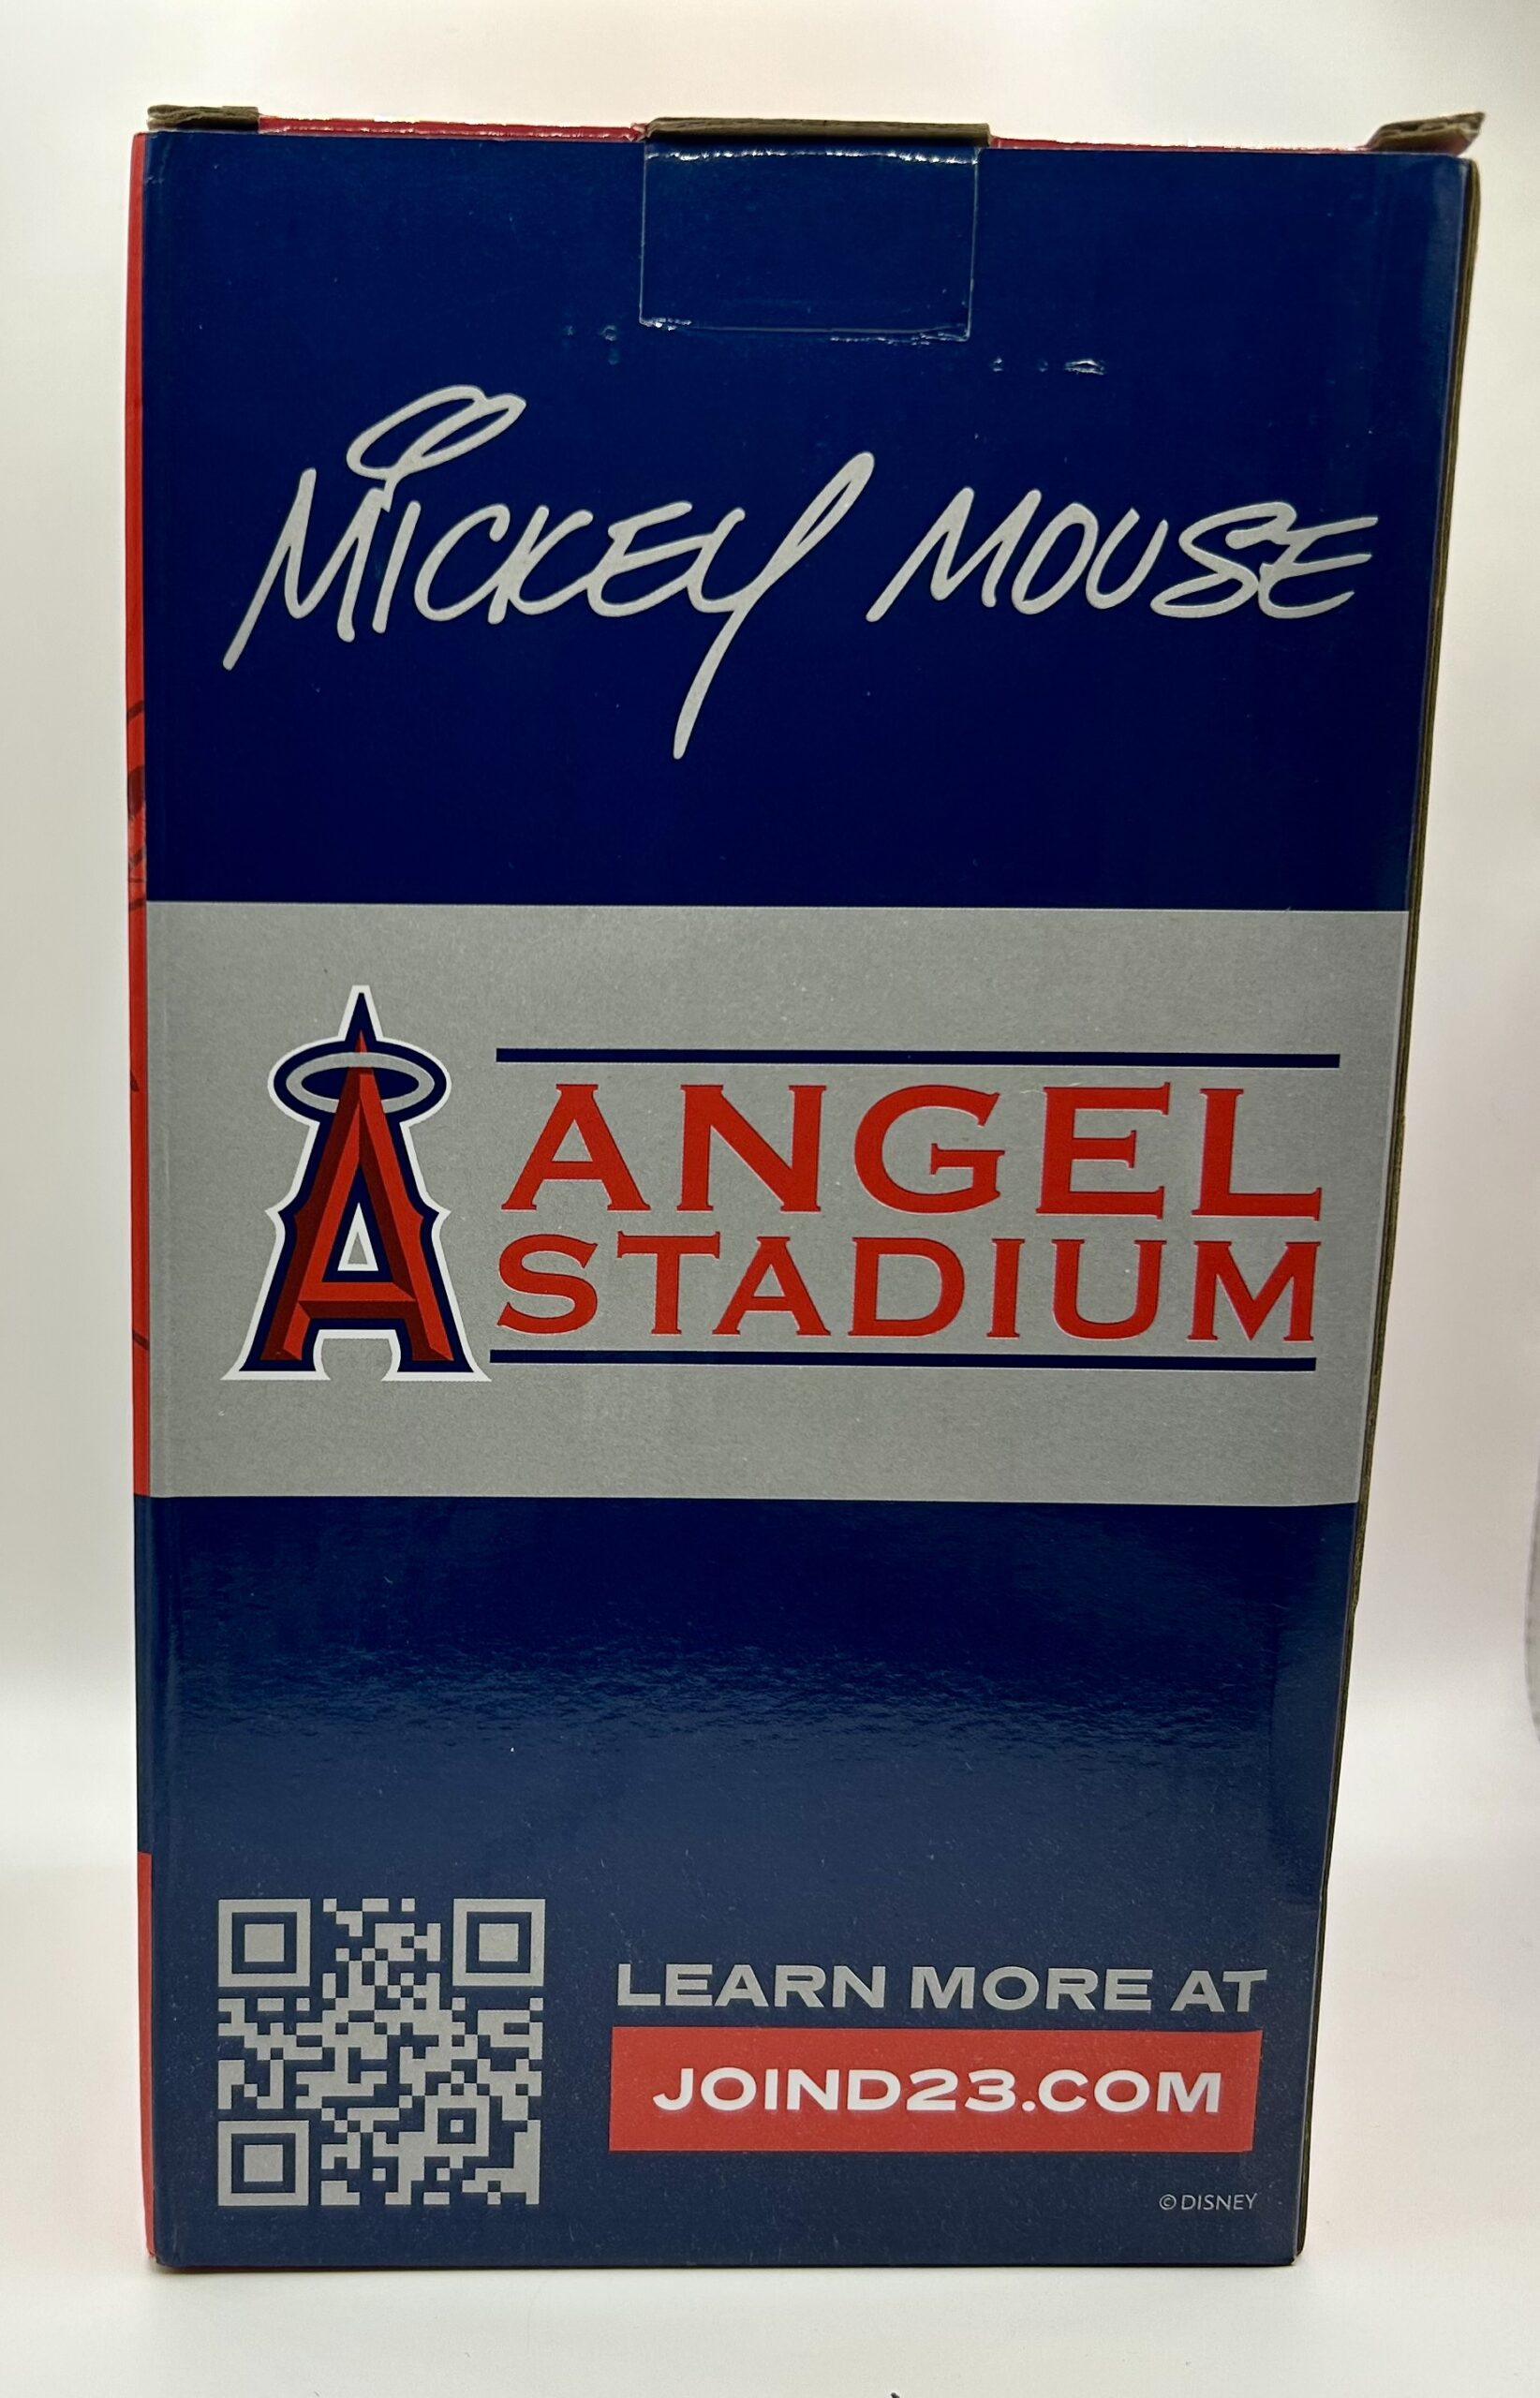 Mickey Mouse
A ANGEL
STADIUM
LEARN MORE AT
JOIND23.COM
© DISNEY